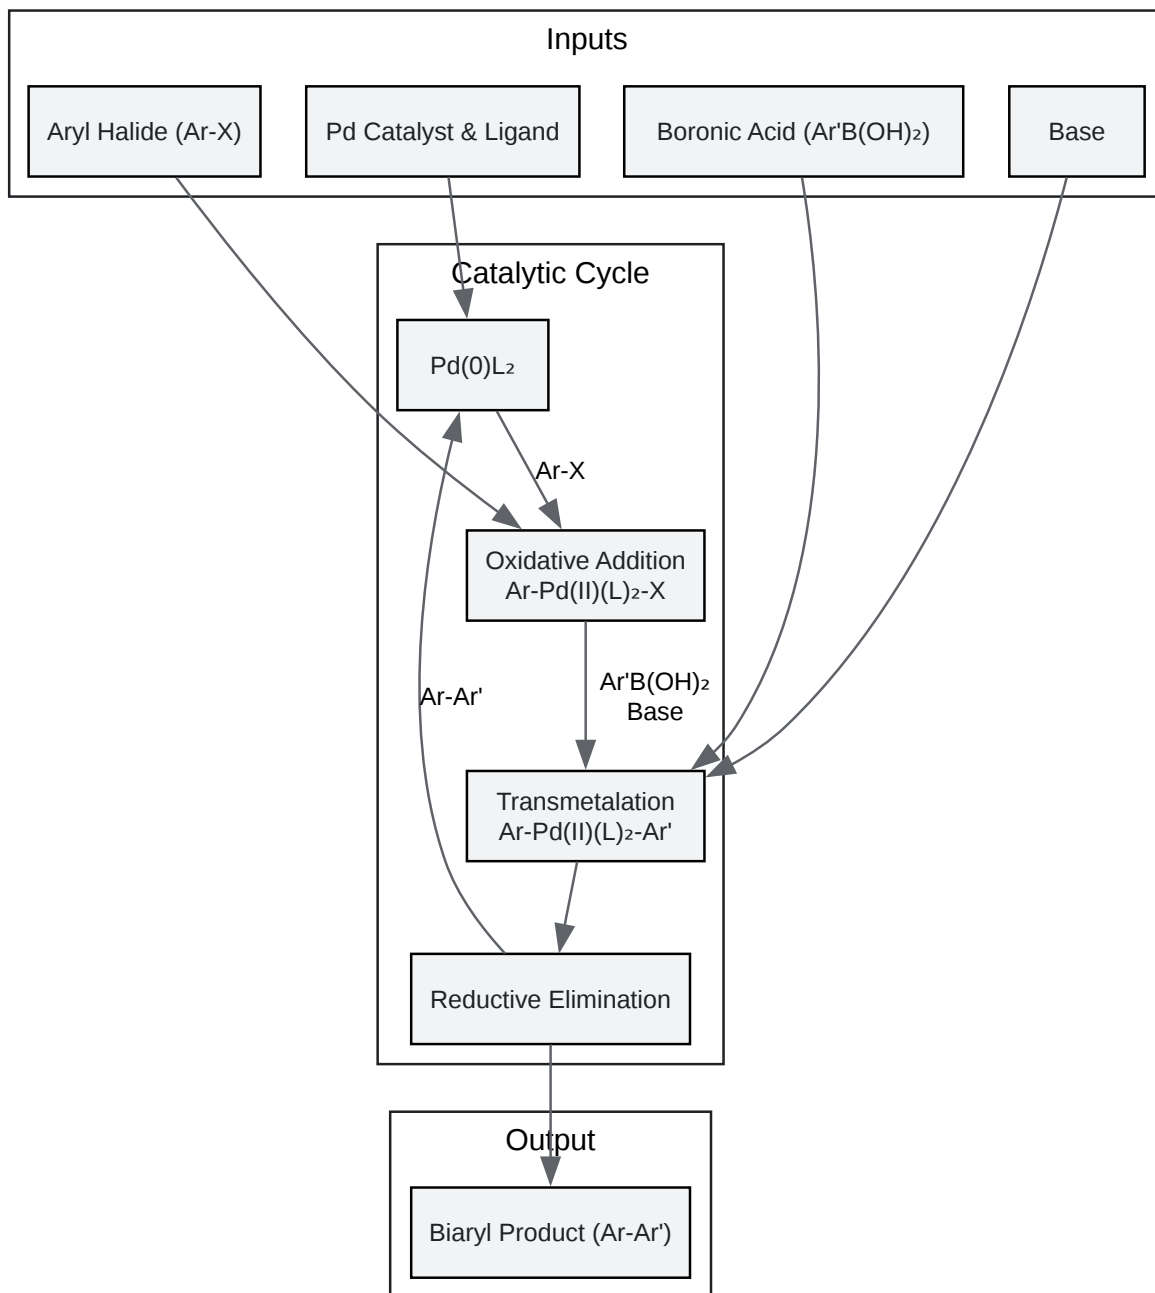 Inputs
Aryl Halide (Ar-X)
Pd Catalyst & Ligand
Boronic Acid (Ar'B(OH)₂)
Base
Catalytic Cycle
Pd(0)L₂
Ar-X
Oxidative Addition
Ar-Pd(II)(L)₂-X
Ar-Ar'
Ar'B(OH)₂
Base
Transmetalation
Ar-Pd(II)(L)₂-Ar'
Reductive Elimination
Output
Biaryl Product (Ar-Ar')